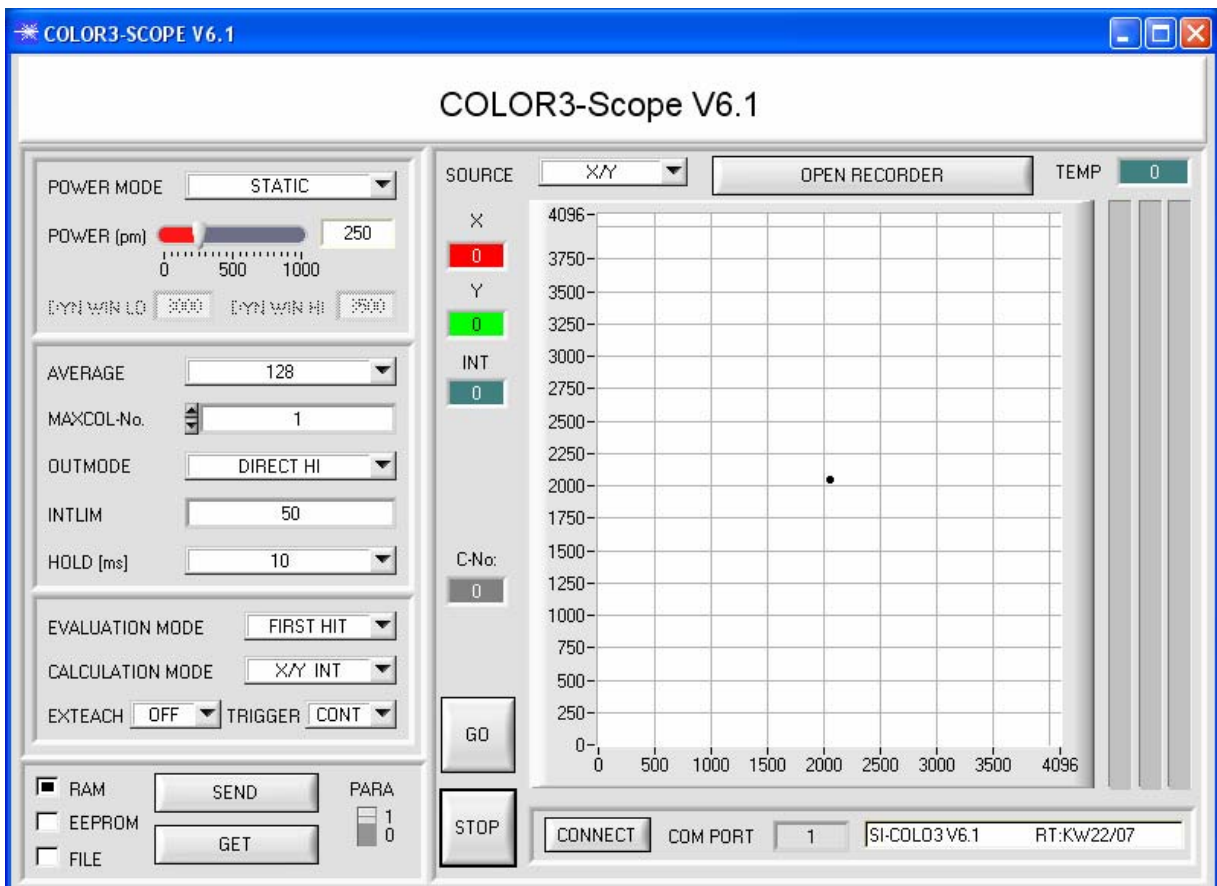 COLOR3-SCOPE V6.1
COLOR3-Scope V6.1
POWER MODE STATIC
POWER (pm) 250
0 500 1000
DYN WIN LO 3000 DYN WIN HI 3500
AVERAGE 128
MAXCOL-No. 1
OUTMODE DIRECT HI
INTLIM 50
HOLD [ms] 10
EVALUATION MODE FIRST HIT
CALCULATION MODE X/Y INT
EXTEACH OFF TRIGGER CONT
RAM
EEPROM
FILE
SEND
GET
PARA
1
0
SOURCE X/Y OPEN RECORDER TEMP 0
X
0
Y
0
INT
0
C-No:
0
GO
STOP
4096
3750
3500
3250
3000
2750
2500
2250
2000
1750
1500
1250
1000
750
500
250
0
0 500 1000 1500 2000 2500 3000 3500 4096
CONNECT COM PORT 1 SI-COLO3 V6.1 RT:KW22/07